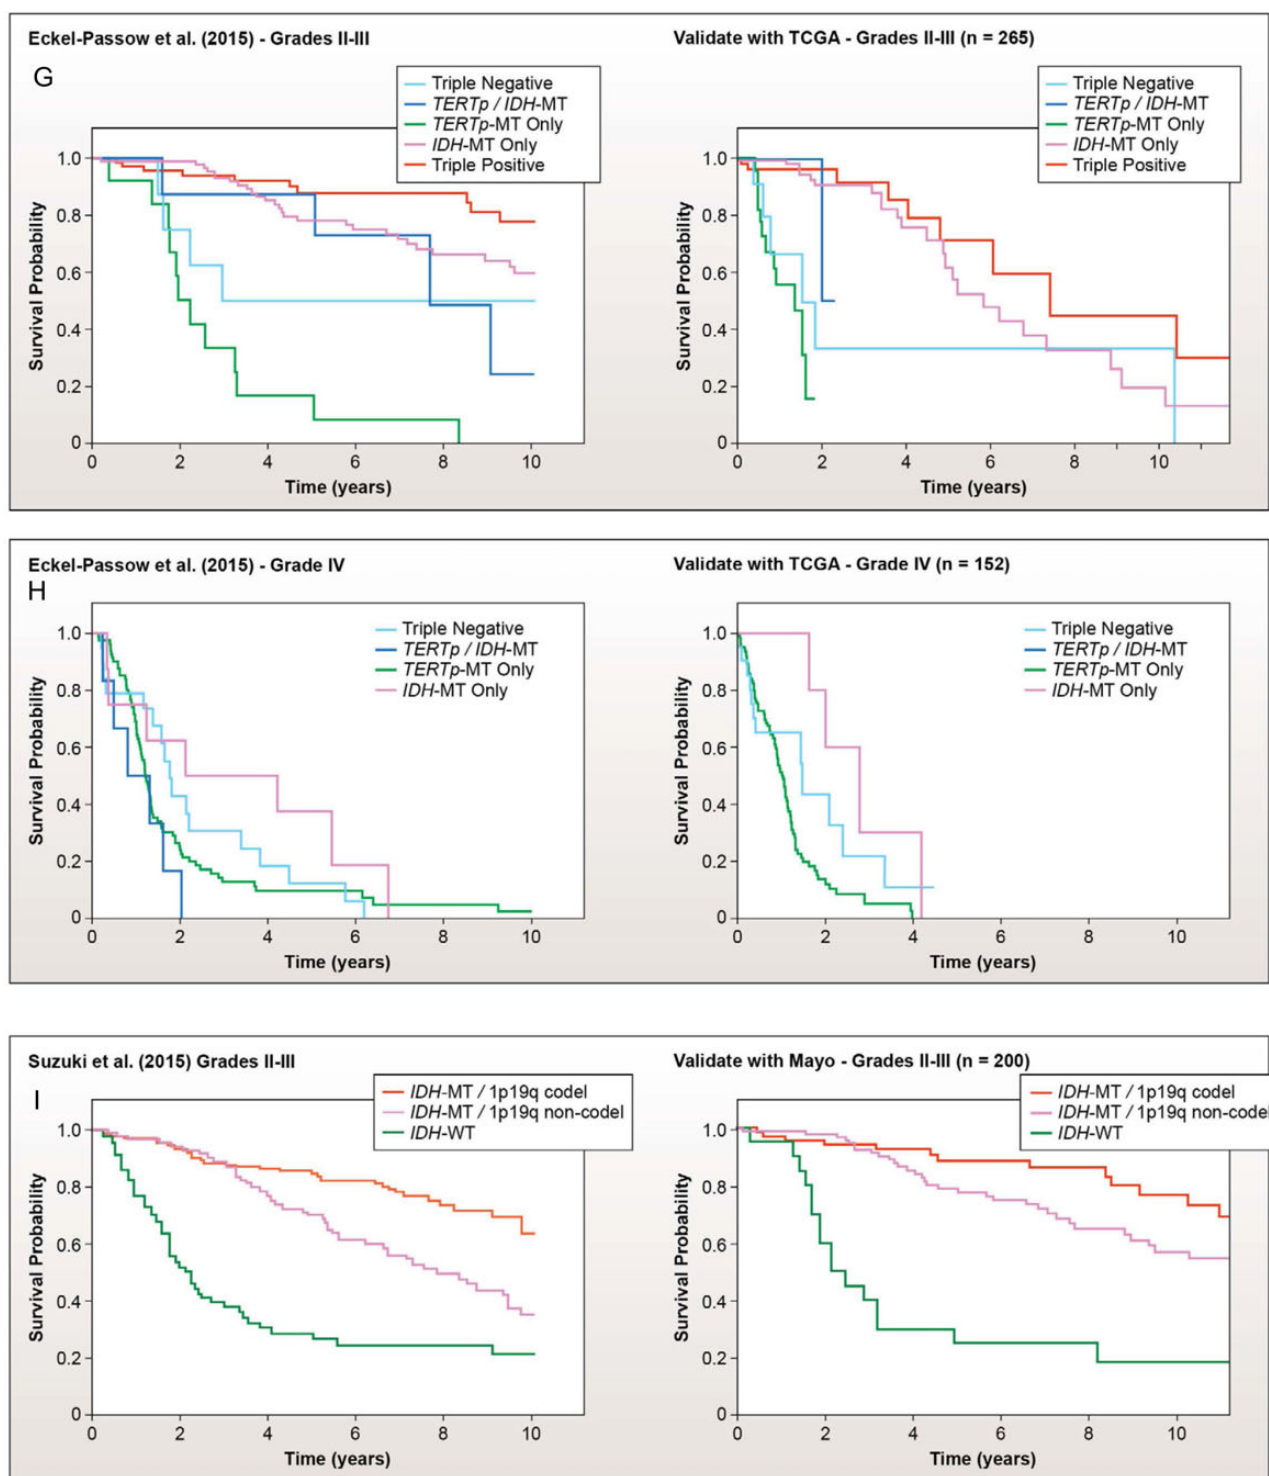 Eckel-Passow et al. (2015) - Grades II-III
Validate with TCGA - Grades II-III (n = 265)
G
Triple Negative
TERTp / IDH-MT
TERTp-MT Only
IDH-MT Only
Triple Positive
Triple Negative
TERTp / IDH-MT
TERTp-MT Only
IDH-MT Only
Triple Positive
Survival Probability
1.0
0.8
0.6
0.4
0.2
0
0 2 4 6 8 10
Time (years)
Survival Probability
1.0
0.8
0.6
0.4
0.2
0
0 2 4 6 8 10
Time (years)
Eckel-Passow et al. (2015) - Grade IV
Validate with TCGA - Grade IV (n = 152)
H
Triple Negative
TERTp / IDH-MT
TERTp-MT Only
IDH-MT Only
Triple Negative
TERTp / IDH-MT
TERTp-MT Only
IDH-MT Only
Survival Probability
1.0
0.8
0.6
0.4
0.2
0
0 2 4 6 8 10
Time (years)
Survival Probability
1.0
0.8
0.6
0.4
0.2
0
0 2 4 6 8 10
Time (years)
Suzuki et al. (2015) Grades II-III
Validate with Mayo - Grades II-III (n = 200)
I
IDH-MT / 1p19q codel
IDH-MT / 1p19q non-codel
IDH-WT
IDH-MT / 1p19q codel
IDH-MT / 1p19q non-codel
IDH-WT
Survival Probability
1.0
0.8
0.6
0.4
0.2
0
0 2 4 6 8 10
Time (years)
Survival Probability
1.0
0.8
0.6
0.4
0.2
0
0 2 4 6 8 10
Time (years)